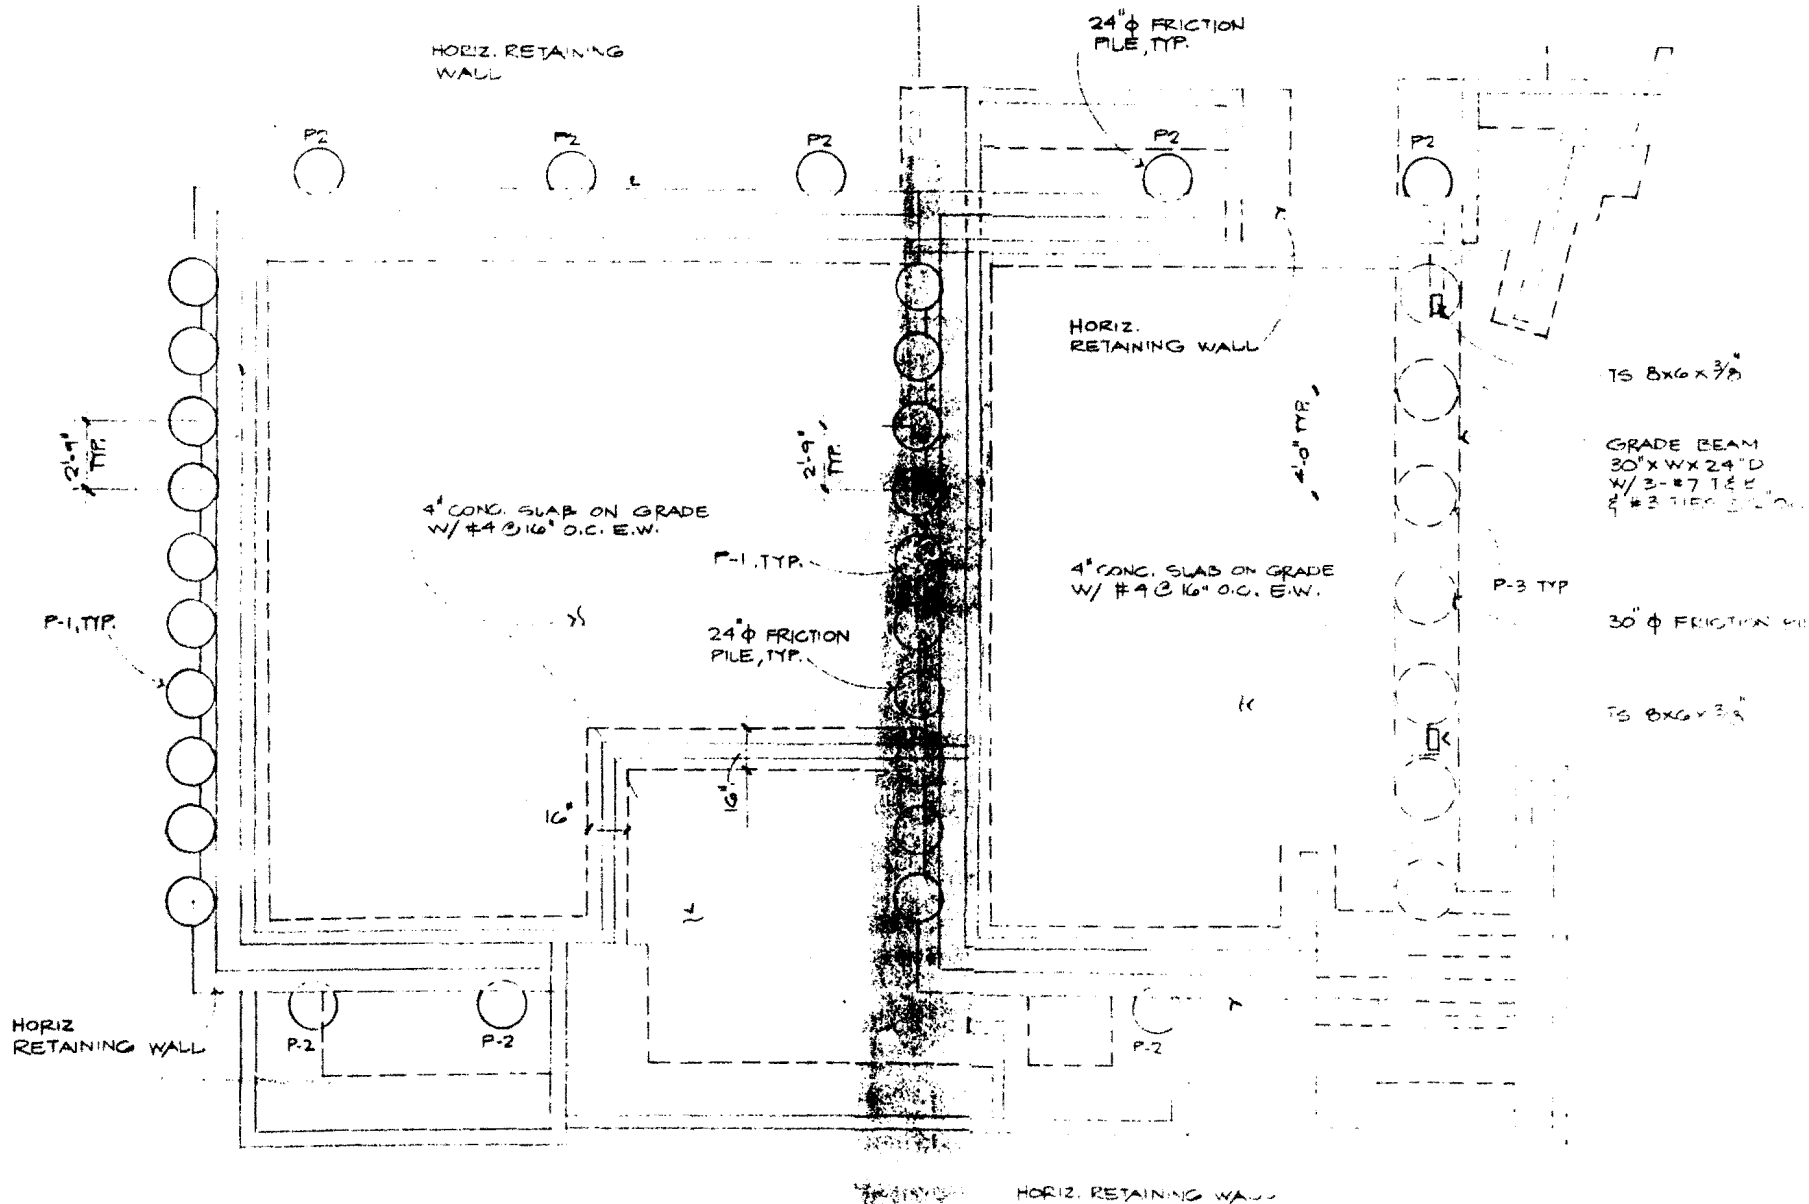 24"ϕ FRICTION
PILE, TYP.
HORIZ. RETAINING
WALL
P2
P2
P2
P2
P2
HORIZ.
RETAINING WALL
TS 8x6x3/8"
2'-9"
TYP.
2'-9"
TYP.
4'-0" TYP.
GRADE BEAM
30" x W x 24"D
W/ 3-#7 T&B
& #3 TIES
4" CONC. SLAB ON GRADE
W/ #4 @ 16" O.C. E.W.
P-1, TYP.
4" CONC. SLAB ON GRADE
W/ #4 @ 16" O.C. E.W.
P-3 TYP
P-1, TYP.
24"ϕ FRICTION
PILE, TYP.
30"ϕ FRICTION
TS 8x6x3/8"
16"
16"
HORIZ
RETAINING WALL
P-2
P-2
P-2
HORIZ. RETAINING WALL